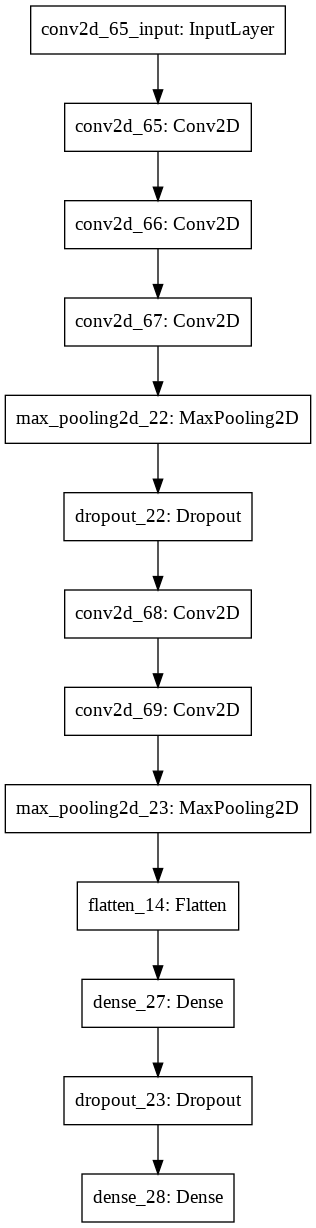 conv2d_65_input: InputLayer
conv2d_65: Conv2D
conv2d_66: Conv2D
conv2d_67: Conv2D
max_pooling2d_22: MaxPooling2D
dropout_22: Dropout
conv2d_68: Conv2D
conv2d_69: Conv2D
max_pooling2d_23: MaxPooling2D
flatten_14: Flatten
dense_27: Dense
dropout_23: Dropout
dense_28: Dense